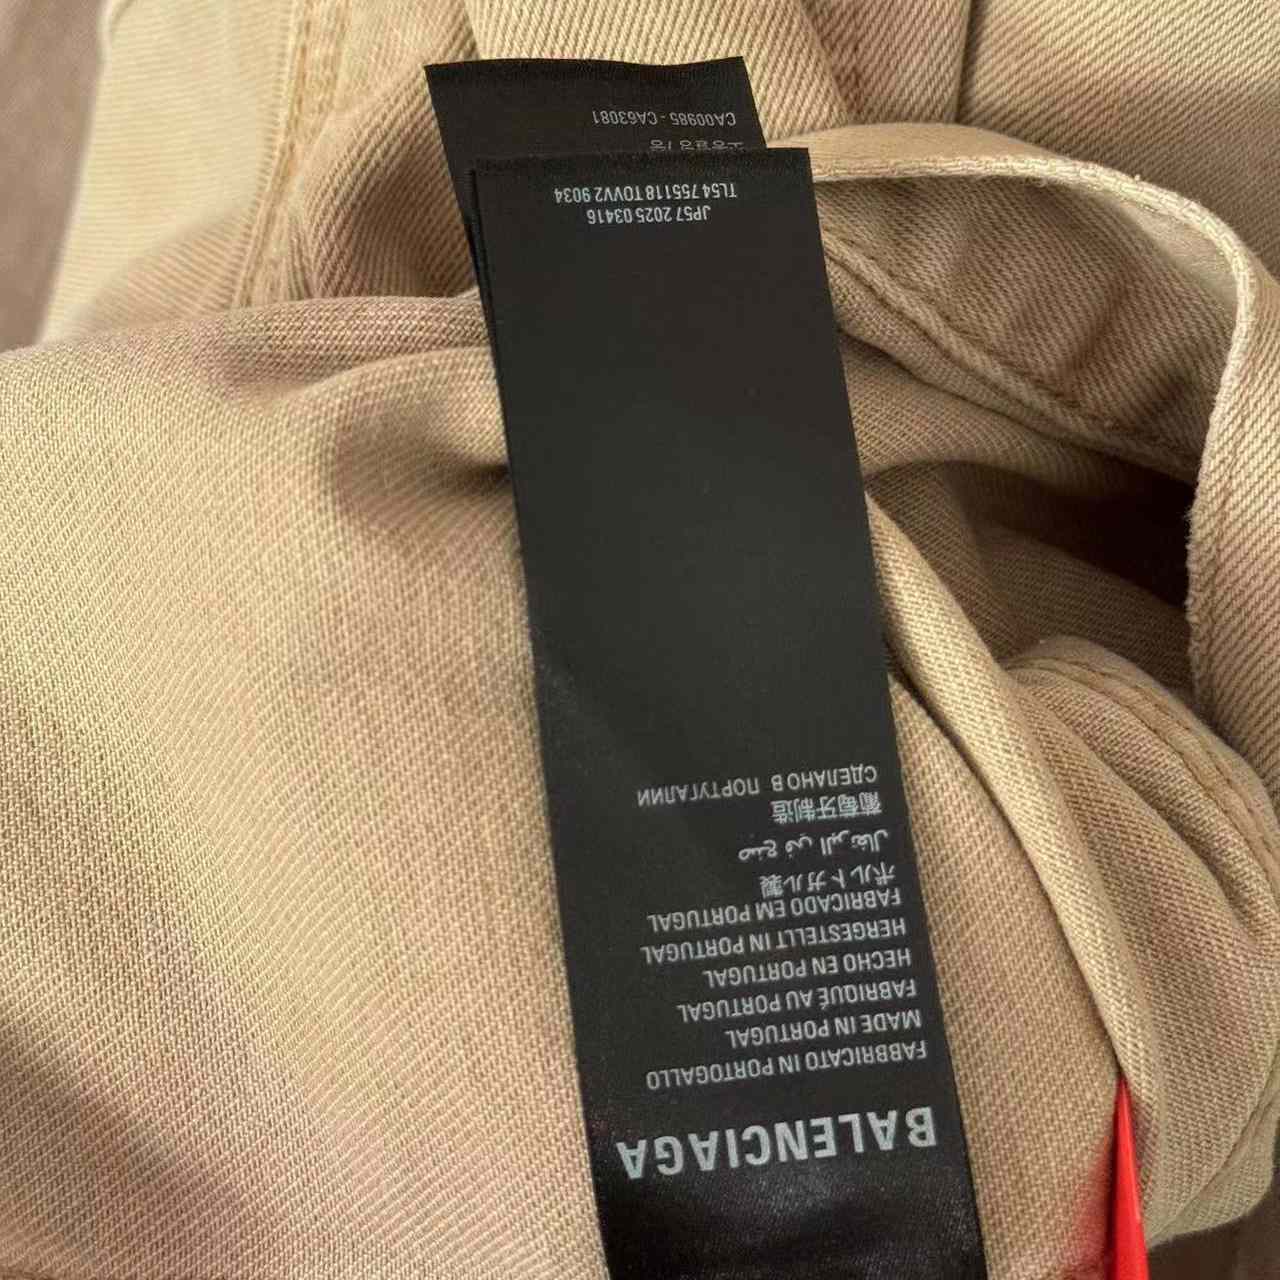 BALENCIAGA
FABBRICATO IN PORTOGALLO
MADE IN PORTUGAL
FABRIQUÉ AU PORTUGAL
HECHO EN PORTUGAL
HERGESTELLT IN PORTUGAL
FABRICADO EM PORTUGAL
ポルトガル製
صنع في البرتغال
葡萄牙制造
СДЕЛАНО В ПОРТУГАЛИИ
JP57 2025 03416
TL54 755118 TOVV2 9034
CA00985 - CA63081